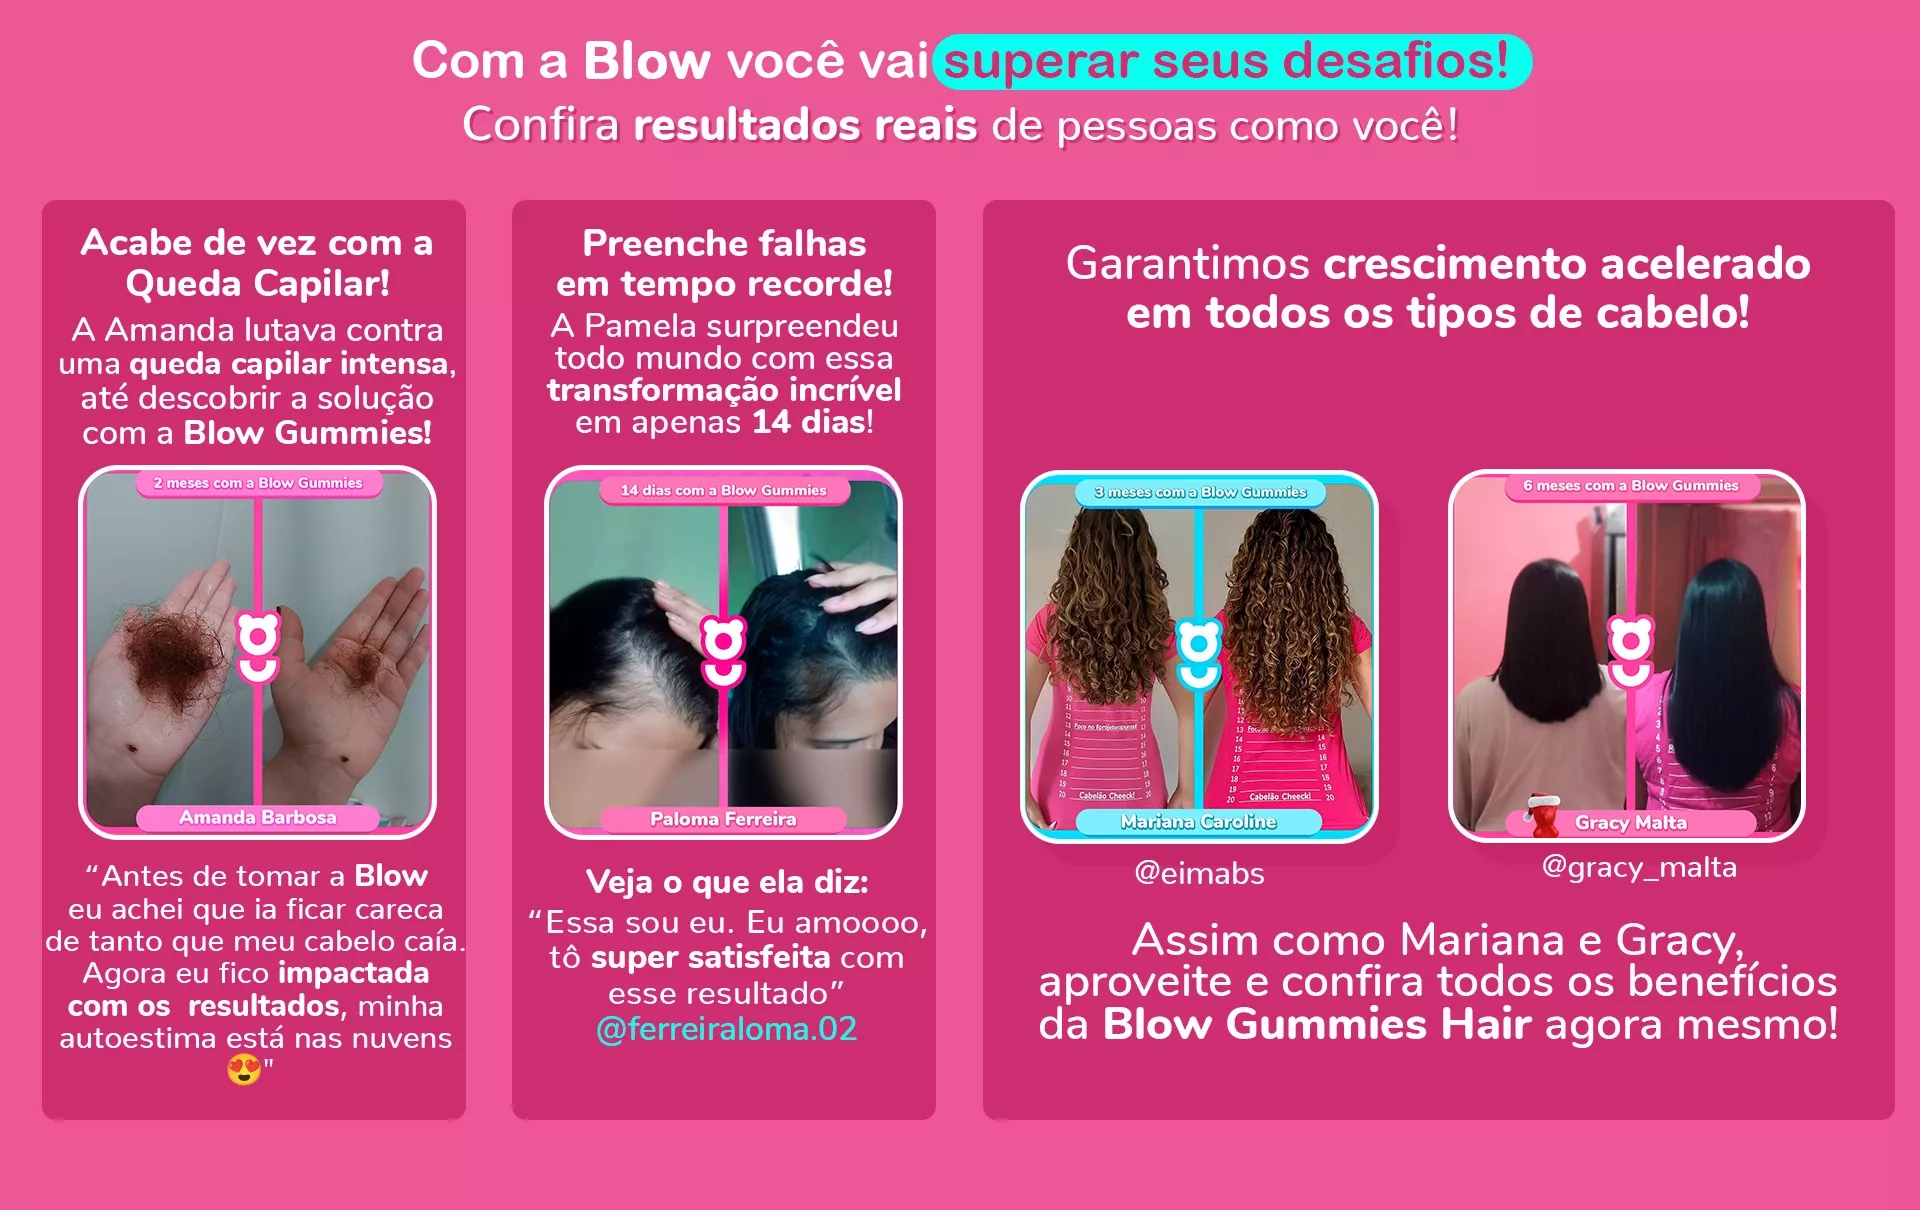 Com a Blow você vai superar seus desafios!
Confira resultados reais de pessoas como você!
Acabe de vez com a
Queda Capilar!
A Amanda lutava contra
uma queda capilar intensa,
até descobrir a solução
com a Blow Gummies!
2 meses com a Blow Gummies
Amanda Barbosa
“Antes de tomar a Blow
eu achei que ia ficar careca
de tanto que meu cabelo caía.
Agora eu fico impactada
com os resultados, minha
autoestima está nas nuvens
😍"
Preenche falhas
em tempo recorde!
A Pamela surpreendeu
todo mundo com essa
transformação incrível
em apenas 14 dias!
14 dias com a Blow Gummies
Paloma Ferreira
Veja o que ela diz:
“Essa sou eu. Eu amoooo,
tô super satisfeita com
esse resultado”
@ferreiraloma.02
Garantimos crescimento acelerado
em todos os tipos de cabelo!
3 meses com a Blow Gummies
Cabelão Cheeck!
Cabelão Cheeck!
Mariana Caroline
@eimabs
6 meses com a Blow Gummies
Gracy Malta
@gracy_malta
Assim como Mariana e Gracy,
aproveite e confira todos os benefícios
da Blow Gummies Hair agora mesmo!